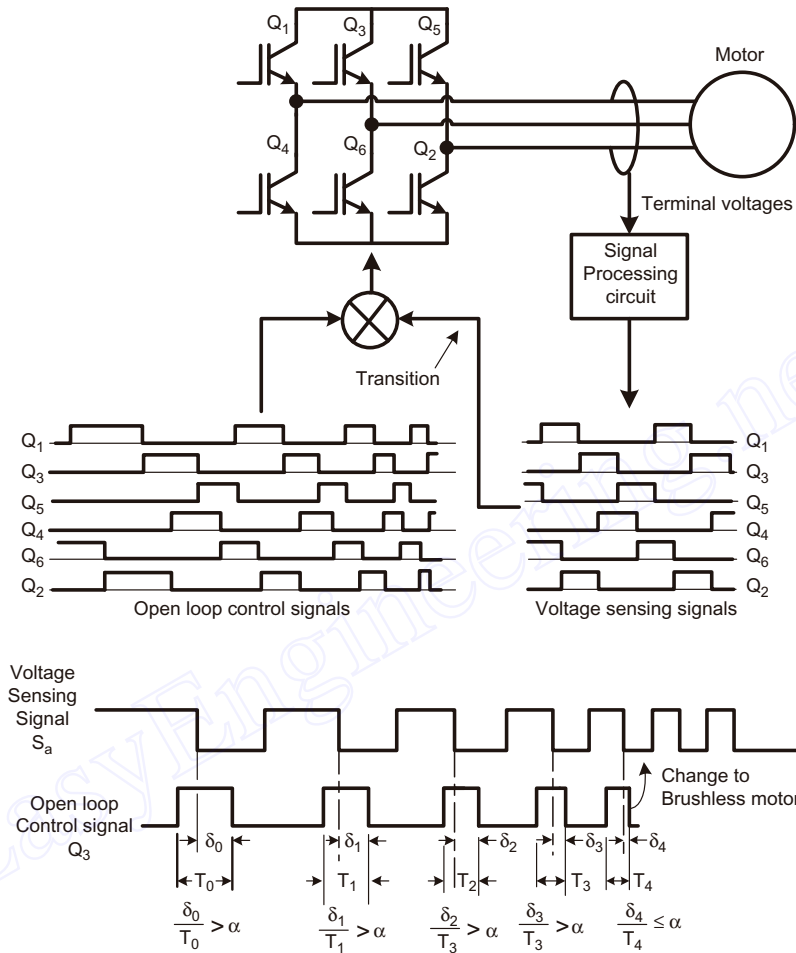 Q1
Q3
Q5
Motor
Q4
Q6
Q2
Terminal voltages
Signal
Processing
circuit
Transition
Q1
Q3
Q5
Q4
Q6
Q2
Open loop control signals
Q1
Q3
Q5
Q4
Q6
Q2
Voltage sensing signals
Voltage
Sensing
Signal
Sa
Open loop
Control signal
Q3
Change to
Brushless motor
δ0
δ1
δ2
δ3
δ4
T0
T1
T2
T3
T4
δ0/T0 > α
δ1/T1 > α
δ2/T3 > α
δ3/T3 > α
δ4/T4 ≤ α
EasyEngineering.ne